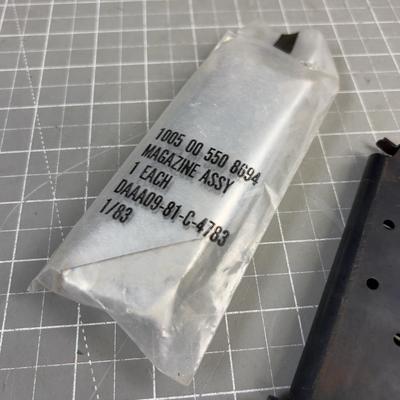 1005 00 550 8694
MAGAZINE ASSY
1 EACH
DAAA09-81-C-4783
1/83